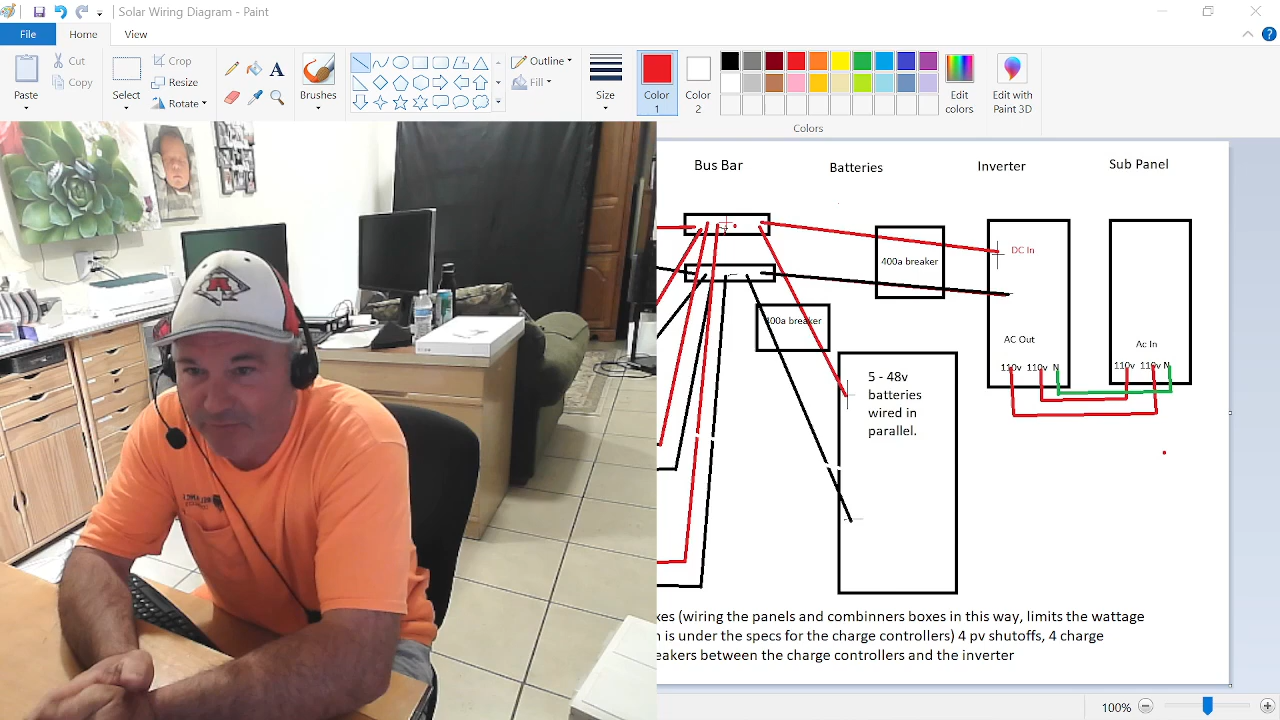 Solar Wiring Diagram - Paint
File
Home
View
Paste
Cut
Copy
Select
Crop
Resize
Rotate
A
Brushes
Outline
Fill
Size
Color
1
Color
2
Edit
colors
Edit with
Paint 3D
Colors
Bus Bar
Batteries
Inverter
Sub Panel
400a breaker
DC In
400a breaker
AC Out
Ac In
110v 110v N
110v 110v N
5 - 48v
batteries
wired in
parallel.
xes (wiring the panels and combinners boxes in this way, limits the wattage
n is under the specs for the charge controllers) 4 pv shutoffs, 4 charge
eakers between the charge controllers and the inverter
100%